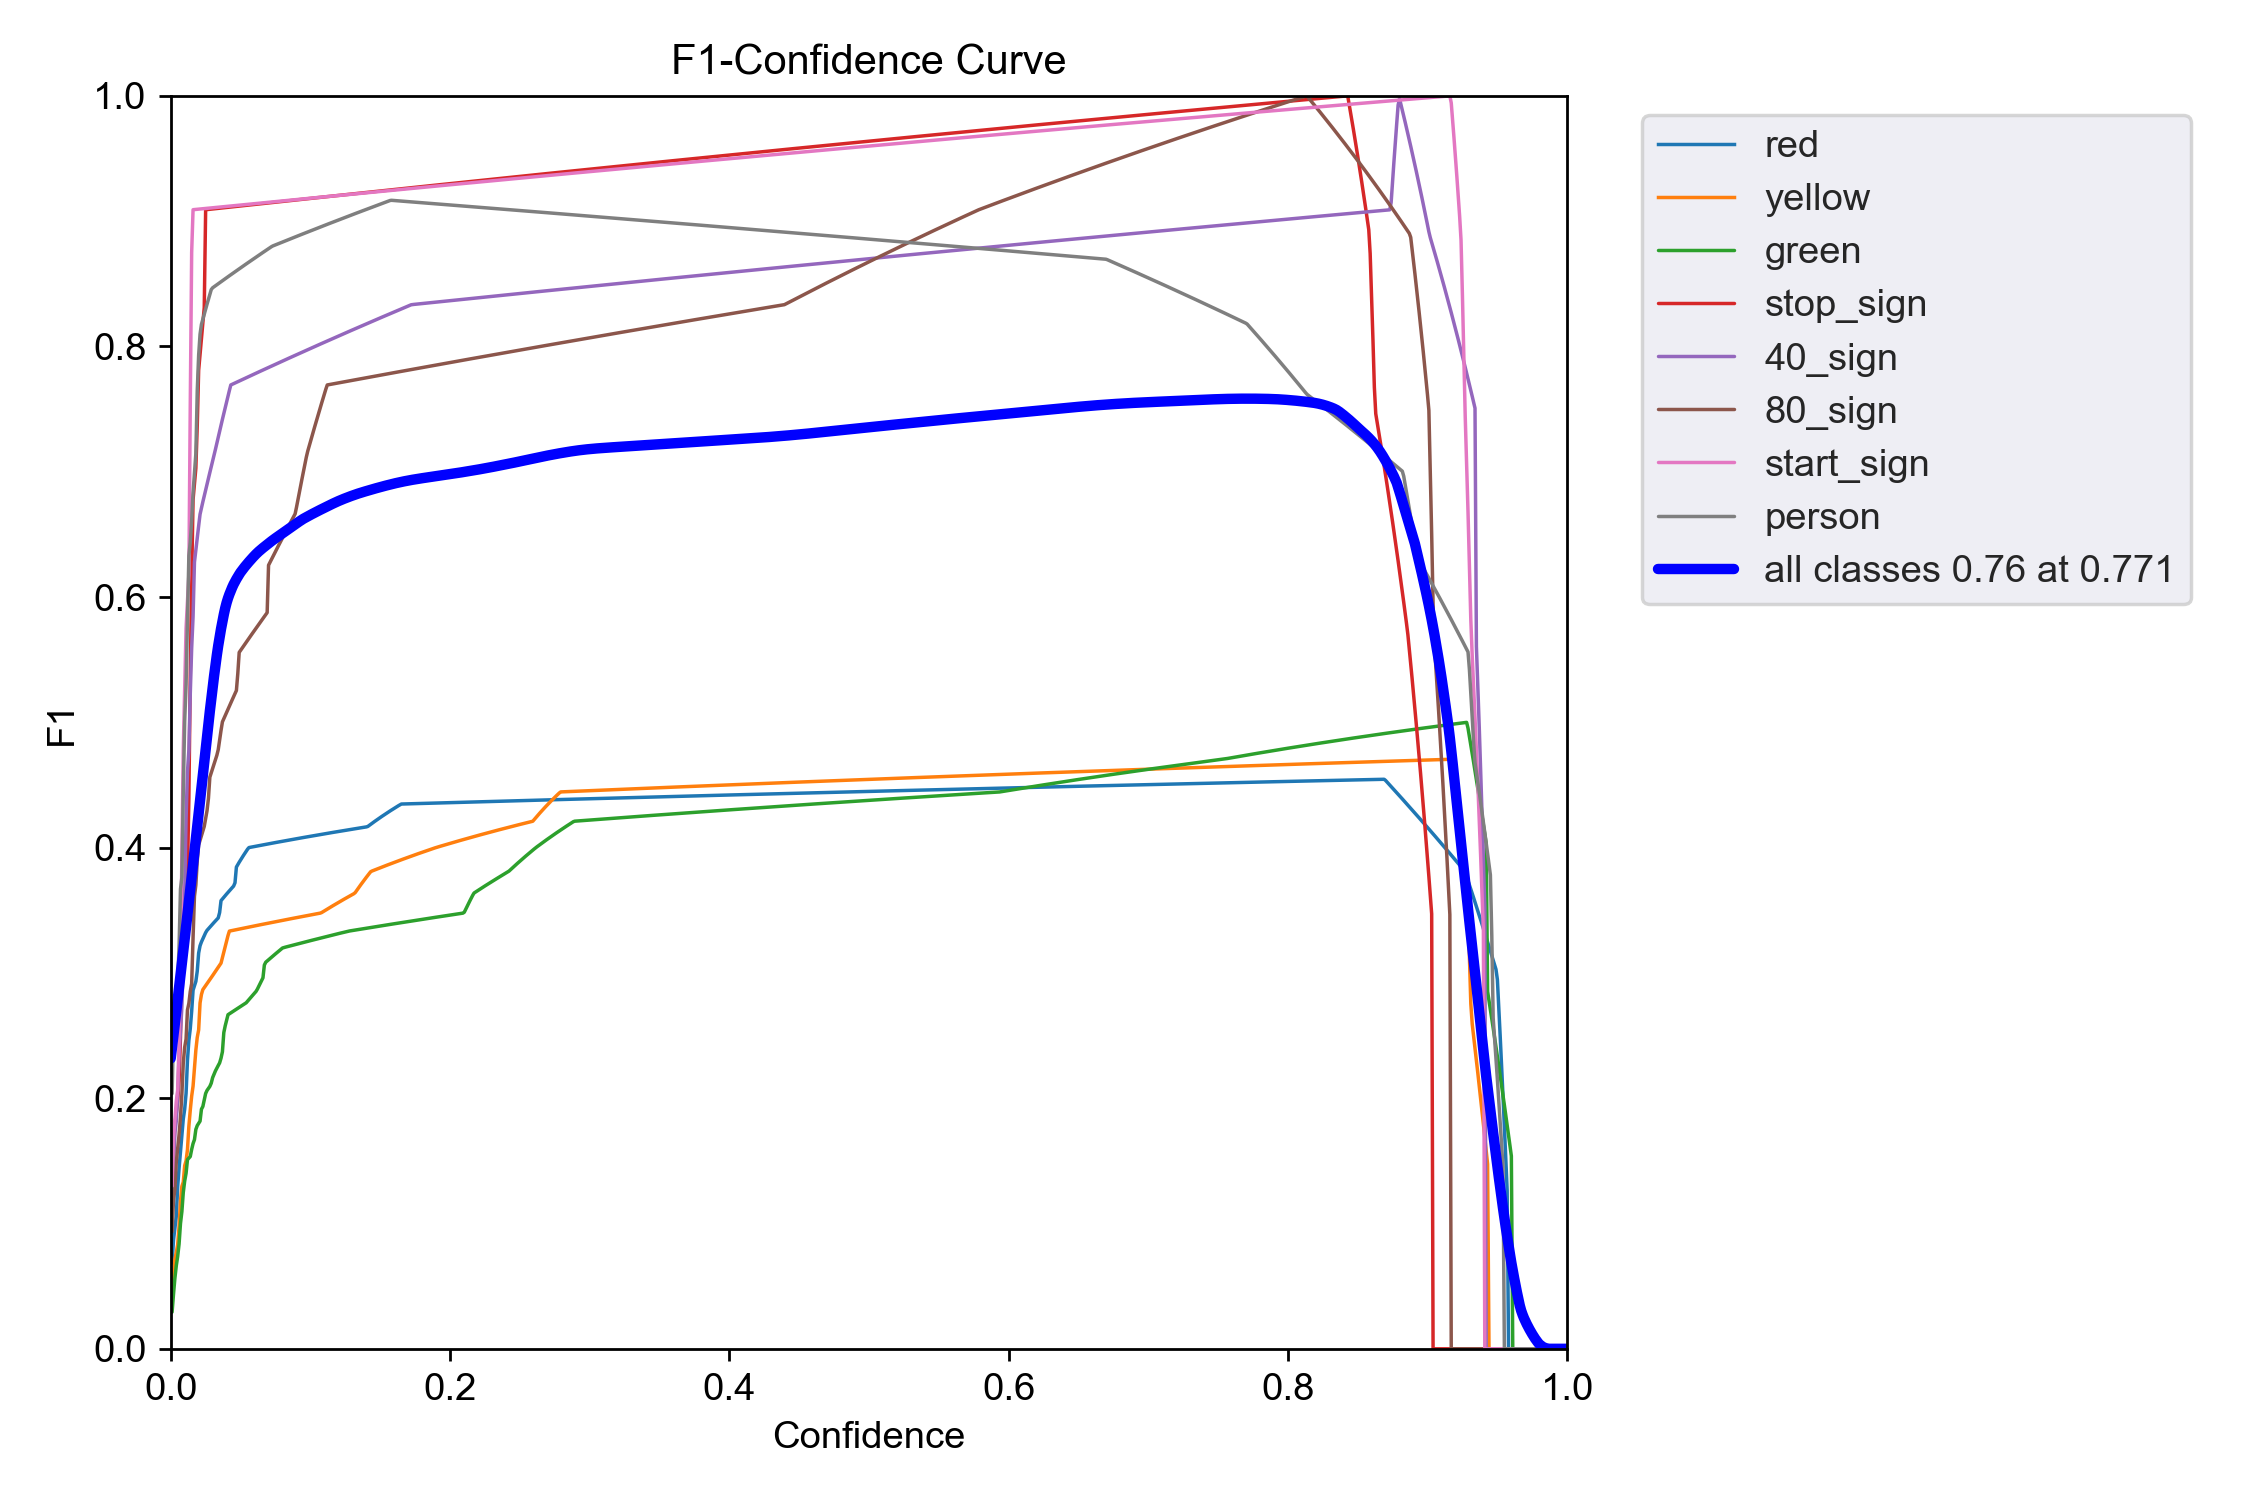 F1-Confidence Curve
1.0
0.8
0.6
0.4
0.2
0.0
F1
0.0 0.2 0.4 0.6 0.8 1.0
Confidence
red
yellow
green
stop_sign
40_sign
80_sign
start_sign
person
all classes 0.76 at 0.771